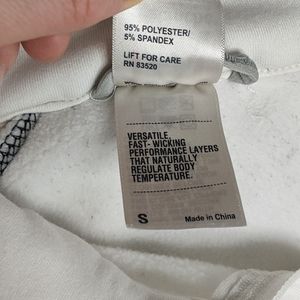 95% POLYESTER/
5% SPANDEX
LIFT FOR CARE
RN 83520
VERSATILE,
FAST- WICKING
PERFORMANCE LAYERS
THAT NATURALLY
REGULATE BODY
TEMPERATURE.
S
Made in China